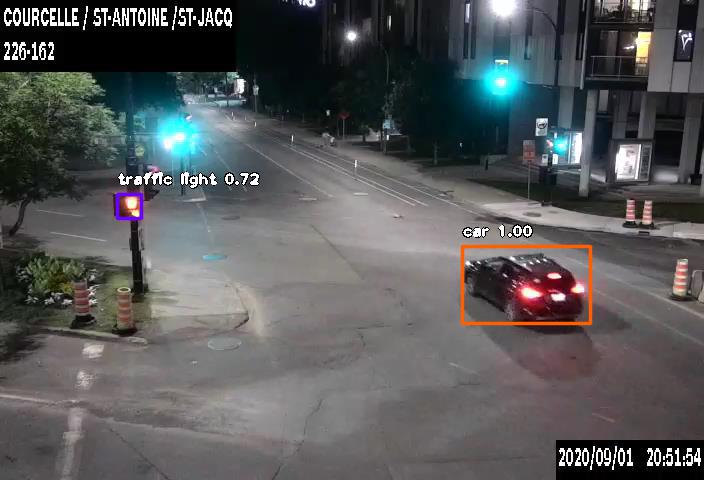 COURCELLE / ST-ANTOINE /ST-JACQ
226-162
traffic light 0.72
car 1.00
2020/09/01 20:51:54